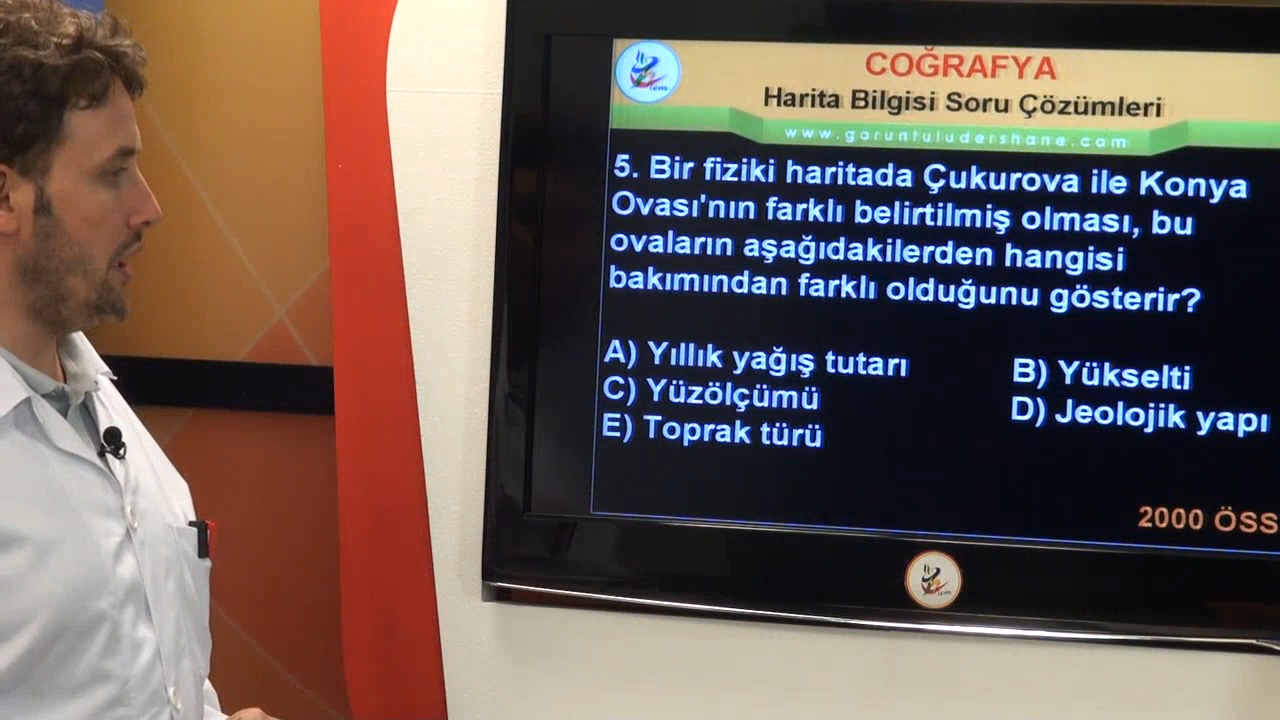 COĞRAFYA
Harita Bilgisi Soru Çözümleri
www.goruntuludershane.com
5. Bir fiziki haritada Çukurova ile Konya
Ovası'nın farklı belirtilmiş olması, bu
ovaların aşağıdakilerden hangisi
bakımından farklı olduğunu gösterir?
A) Yıllık yağış tutarı
B) Yükselti
C) Yüzölçümü
D) Jeolojik yapı
E) Toprak türü
2000 ÖSS